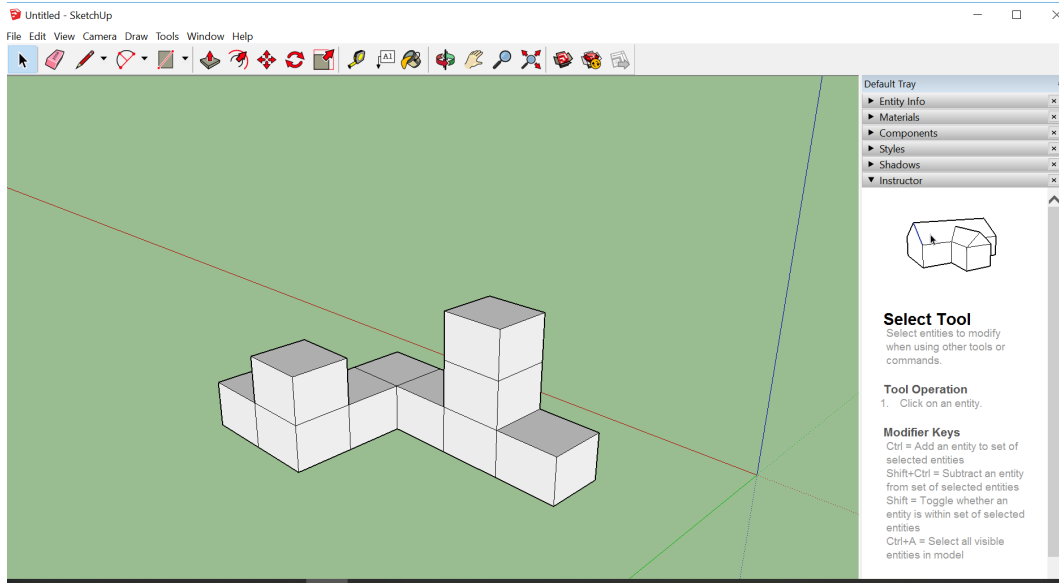 Untitled - SketchUp
File Edit View Camera Draw Tools Window Help
A1
Default Tray
Entity Info
Materials
Components
Styles
Shadows
Instructor
Select Tool
Select entities to modify
when using other tools or
commands.
Tool Operation
1. Click on an entity.
Modifier Keys
Ctrl = Add an entity to set of
selected entities
Shift+Ctrl = Subtract an entity
from set of selected entities
Shift = Toggle whether an
entity is within set of selected
entities
Ctrl+A = Select all visible
entities in model